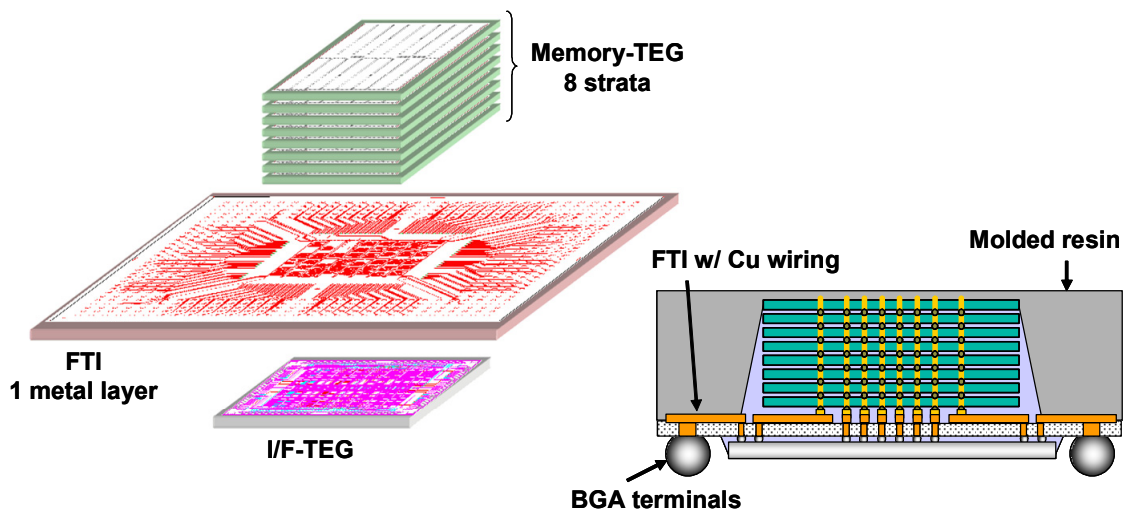 Memory-TEG
8 strata
FTI
1 metal layer
I/F-TEG
Molded resin
FTI w/ Cu wiring
BGA terminals